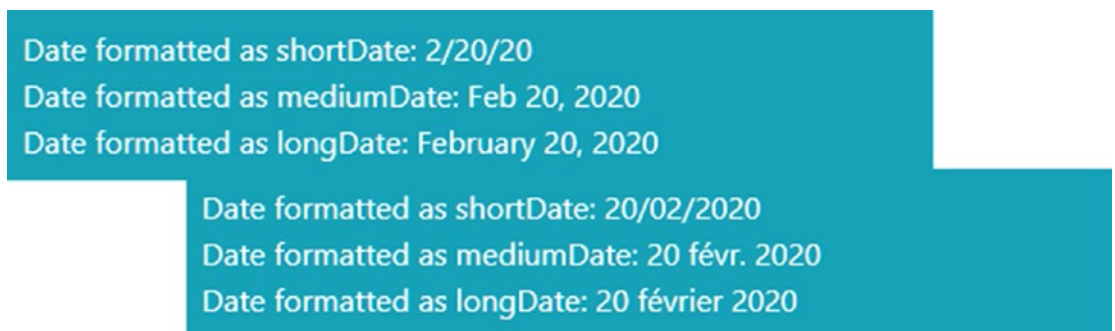 Date formatted as shortDate: 2/20/20
Date formatted as mediumDate: Feb 20, 2020
Date formatted as longDate: February 20, 2020
Date formatted as shortDate: 20/02/2020
Date formatted as mediumDate: 20 févr. 2020
Date formatted as longDate: 20 février 2020